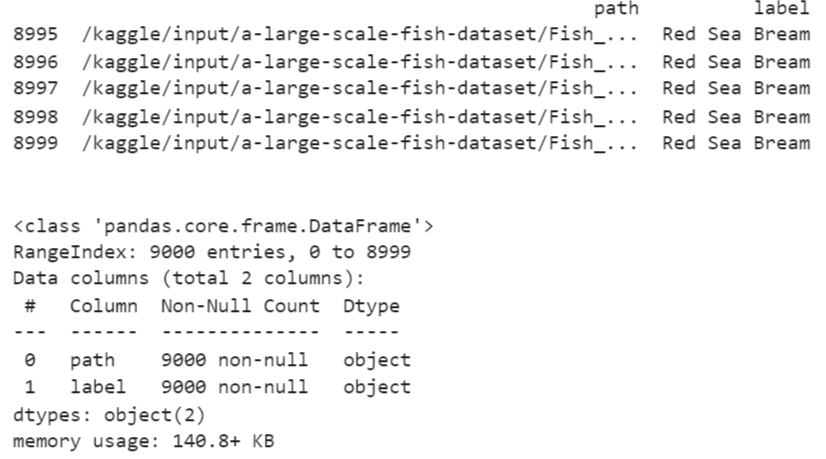 path label
8995 /kaggle/input/a-large-scale-fish-dataset/Fish_... Red Sea Bream
8996 /kaggle/input/a-large-scale-fish-dataset/Fish_... Red Sea Bream
8997 /kaggle/input/a-large-scale-fish-dataset/Fish_... Red Sea Bream
8998 /kaggle/input/a-large-scale-fish-dataset/Fish_... Red Sea Bream
8999 /kaggle/input/a-large-scale-fish-dataset/Fish_... Red Sea Bream
<class 'pandas.core.frame.DataFrame'>
RangeIndex: 9000 entries, 0 to 8999
Data columns (total 2 columns):
# Column Non-Null Count Dtype
--- ------ -------------- -----
0 path 9000 non-null object
1 label 9000 non-null object
dtypes: object(2)
memory usage: 140.8+ KB